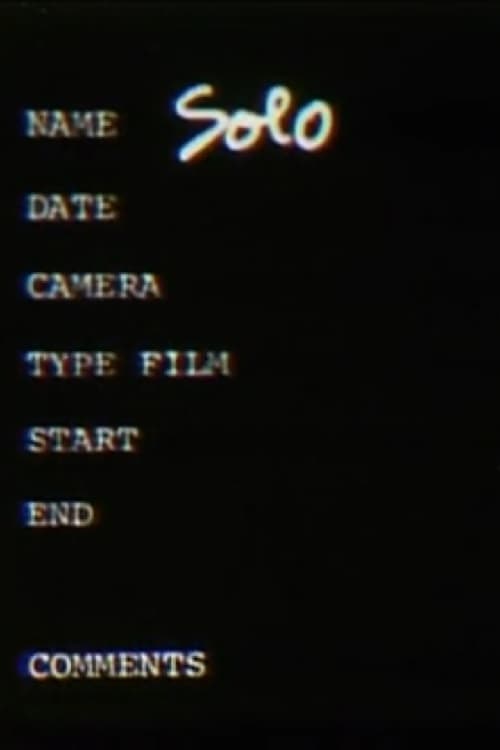 NAME Solo
DATE
CAMERA
TYPE FILM
START
END
COMMENTS